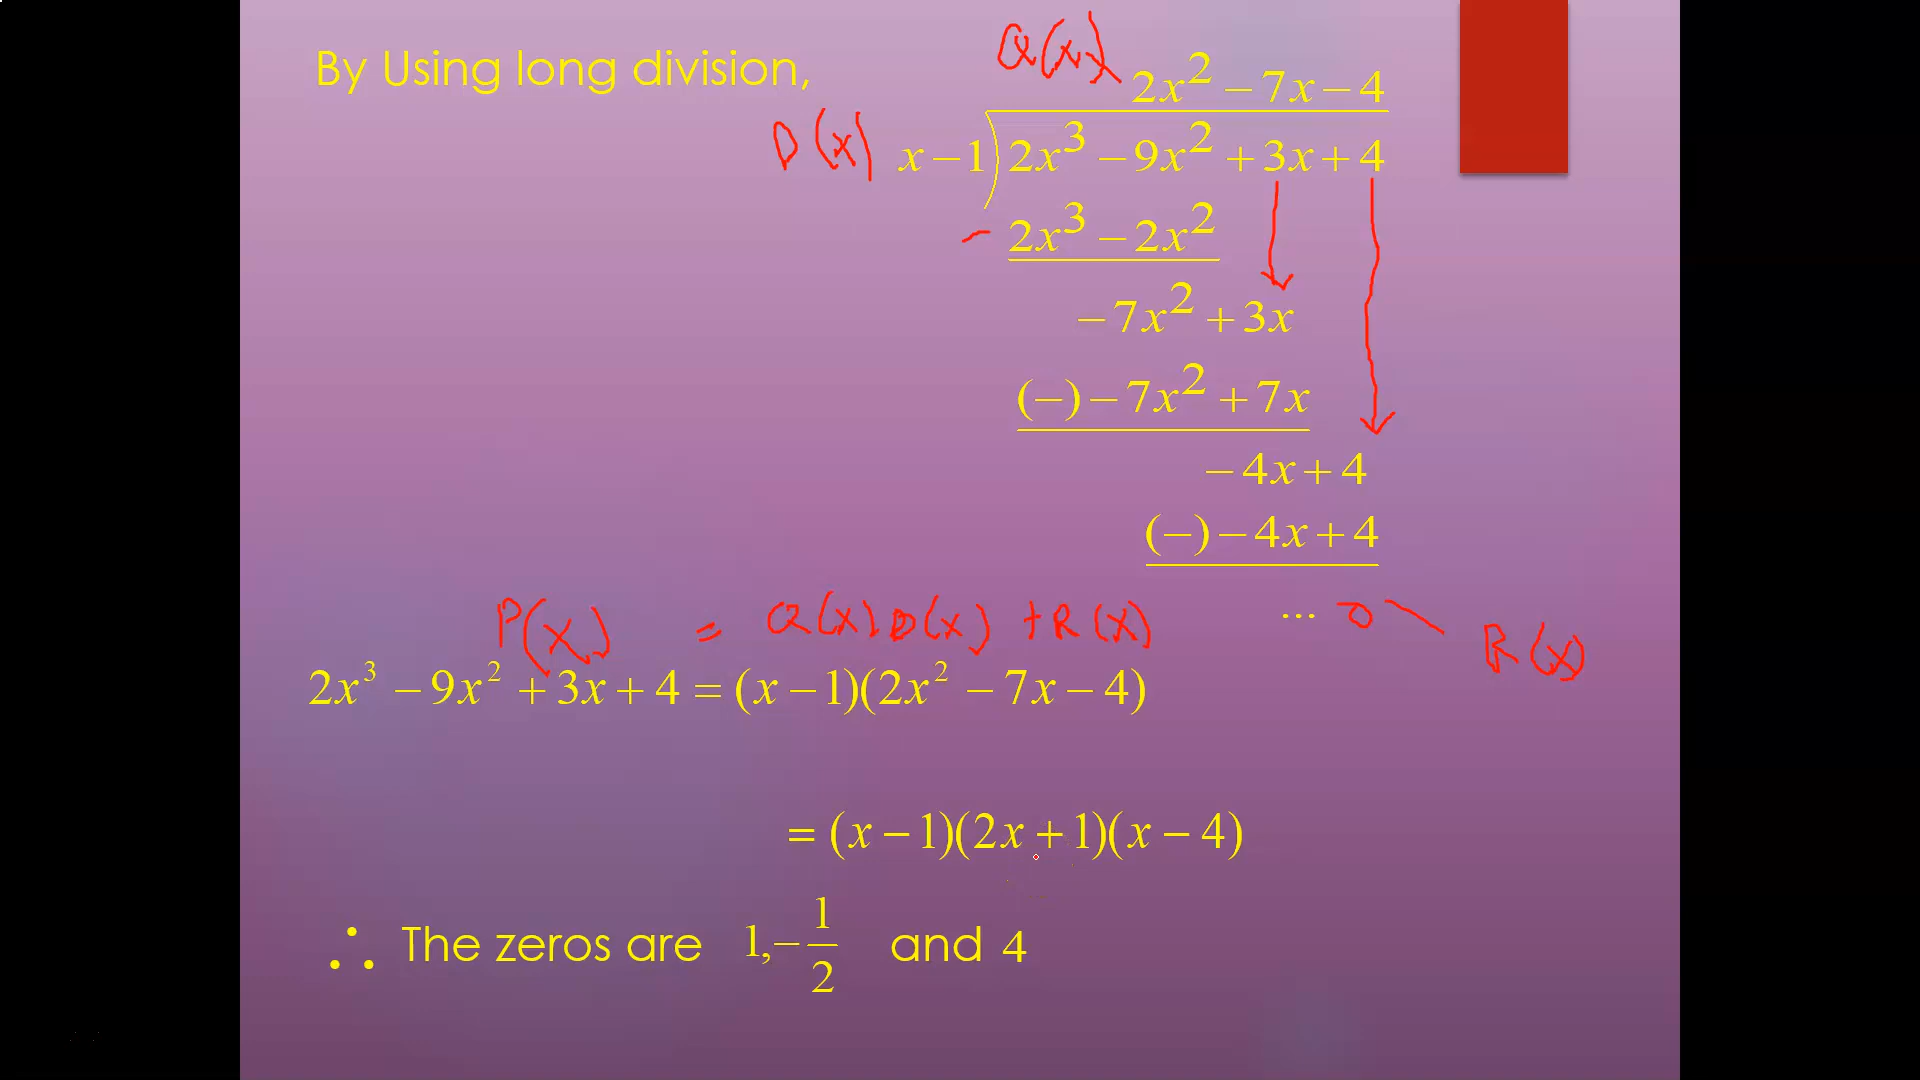 By Using long division,
Q(x)
2x² − 7x − 4
D(x)
x − 1)2x³ − 9x² + 3x + 4
− 2x³ − 2x²
− 7x² + 3x
(−) − 7x² + 7x
− 4x + 4
(−) − 4x + 4
... 0
R(x)
P(x) = Q(x) D(x) + R(x)
2x³ − 9x² + 3x + 4 = (x − 1)(2x² − 7x − 4)
= (x − 1)(2x + 1)(x − 4)
∴ The zeros are 1, −1/2 and 4